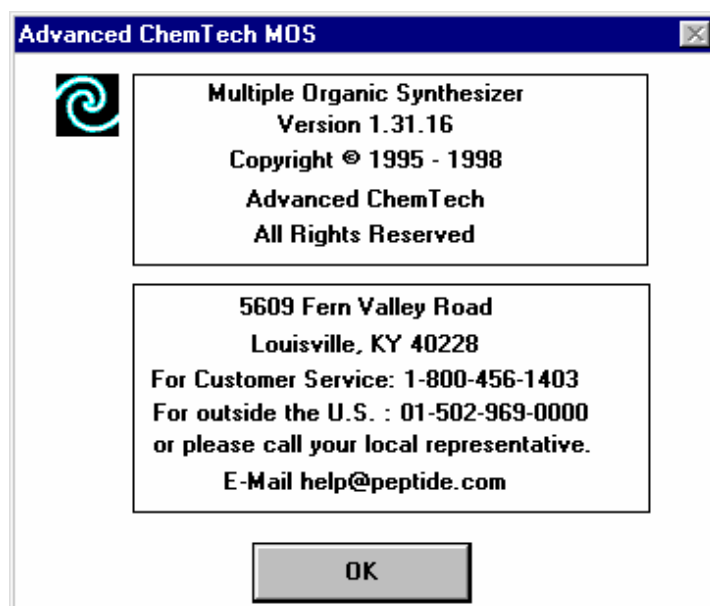 Advanced ChemTech MOS
Multiple Organic Synthesizer
Version 1.31.16
Copyright © 1995 - 1998
Advanced ChemTech
All Rights Reserved
5609 Fern Valley Road
Louisville, KY 40228
For Customer Service: 1-800-456-1403
For outside the U.S. : 01-502-969-0000
or please call your local representative.
E-Mail help@peptide.com
OK